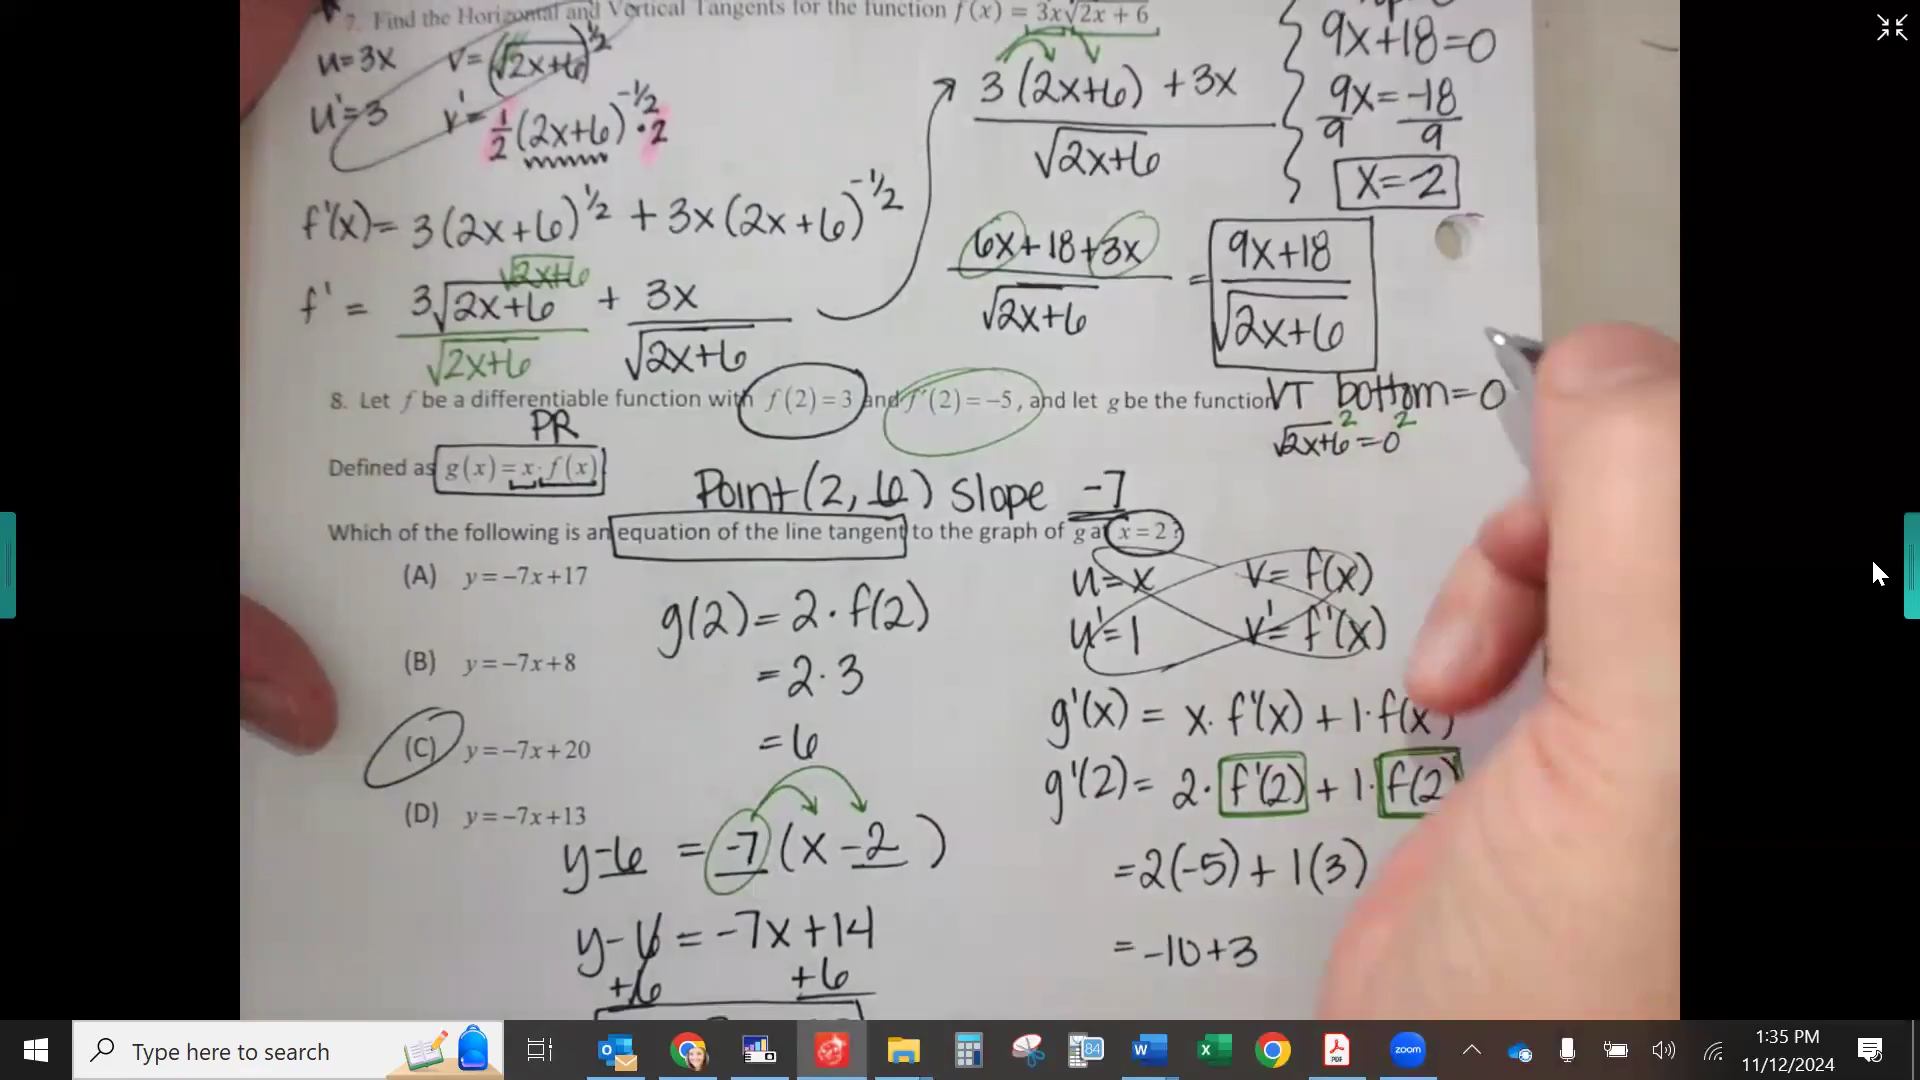 7. Find the Horizontal and Vertical Tangents for the function f(x) = 3x√2x + 6
u=3x v=(√2x+6)^1/2
u'=3 v'=1/2(2x+6)^-1/2 · 2
f'(x)= 3(2x+6)^1/2 + 3x(2x+6)^-1/2
f' = 3√2x+6 √2x+6 / √2x+6 + 3x / √2x+6
3(2x+6) + 3x / √2x+6
6x+18+3x / √2x+6 = 9x+18 / √2x+6
9x+18=0
9x=-18
9 9
x=-2
VT bottom=0
√2x+6^2=0^2
8. Let f be a differentiable function with f(2)=3 and f'(2)=-5, and let g be the function
PR
Defined as g(x)=x·f(x)
Point(2, 6) Slope -7
Which of the following is an equation of the line tangent to the graph of g at x=2?
(A) y=-7x+17
(B) y=-7x+8
(C) y=-7x+20
(D) y=-7x+13
g(2)=2·f(2)
=2·3
=6
y-6 = -7(x-2)
y-6=-7x+14
+6 +6
u=x v=f(x)
u'=1 v'=f'(x)
g'(x)= x·f'(x)+1·f(x)
g'(2)= 2·f'(2)+1·f(2)
=2(-5)+1(3)
=-10+3
Type here to search
84
zoom
1:35 PM
11/12/2024